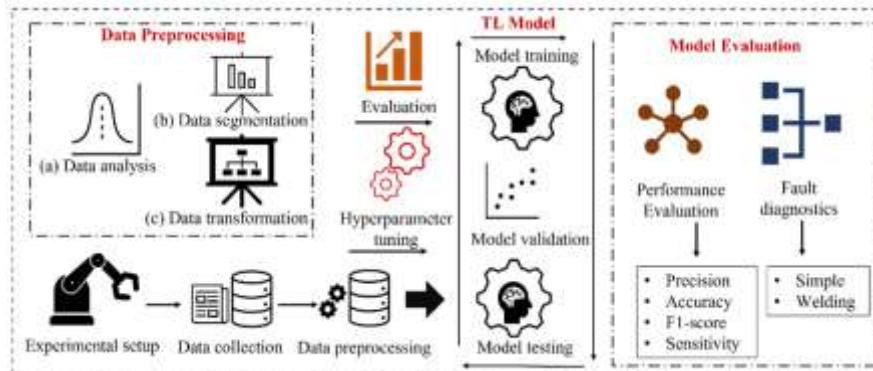 Data Preprocessing
(a) Data analysis
(b) Data segmentation
(c) Data transformation
Evaluation
Hyperparameter
tuning
TL Model
Model training
Model validation
Model testing
Experimental setup
Data collection
Data preprocessing
Model Evaluation
Performance
Evaluation
Fault
diagnostics
• Precision
• Accuracy
• F1-score
• Sensitivity
• Simple
• Welding